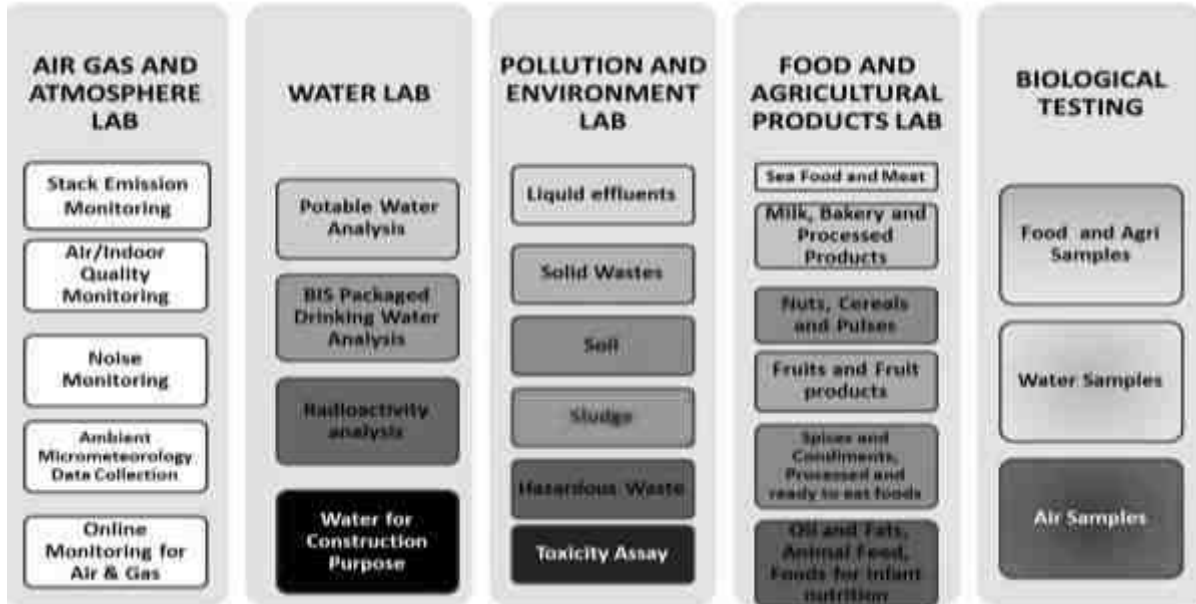 AIR GAS AND
ATMOSPHERE
LAB
Stack Emission
Monitoring
Air/Indoor
Quality
Monitoring
Noise
Monitoring
Ambient
Micrometeorology
Data Collection
Online
Monitoring for
Air & Gas
WATER LAB
Potable Water
Analysis
BIS Packaged
Drinking Water
Analysis
Radioactivity
analysis
Water for
Construction
Purpose
POLLUTION AND
ENVIRONMENT
LAB
Liquid effluents
Solid Wastes
Soil
Sludge
Hazardous Waste
Toxicity Assay
FOOD AND
AGRICULTURAL
PRODUCTS LAB
Sea Food and Meat
Milk, Bakery and
Processed
Products
Nuts, Cereals
and Pulses
Fruits and Fruit
products
Spices and
Condiments,
Processed and
ready to eat foods
Oil and Fats,
Animal Feed,
Foods for infant
nutrition
BIOLOGICAL
TESTING
Food and Agri
Samples
Water Samples
Air Samples